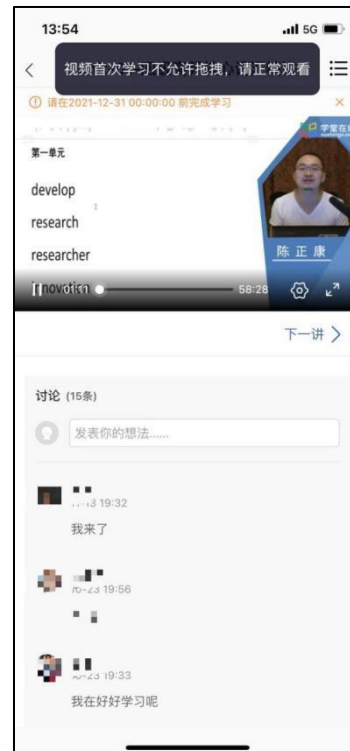 13:54
5G
视频首次学习不允许拖拽，请正常观看
请在2021-12-31 00:00:00 前完成学习
学堂在线
第一单元
develop
research
researcher
innovation
陈正康
58:28
下一讲
讨论 (15条)
发表你的想法......
19:32
我来了
19:56
19:33
我在好好学习呢